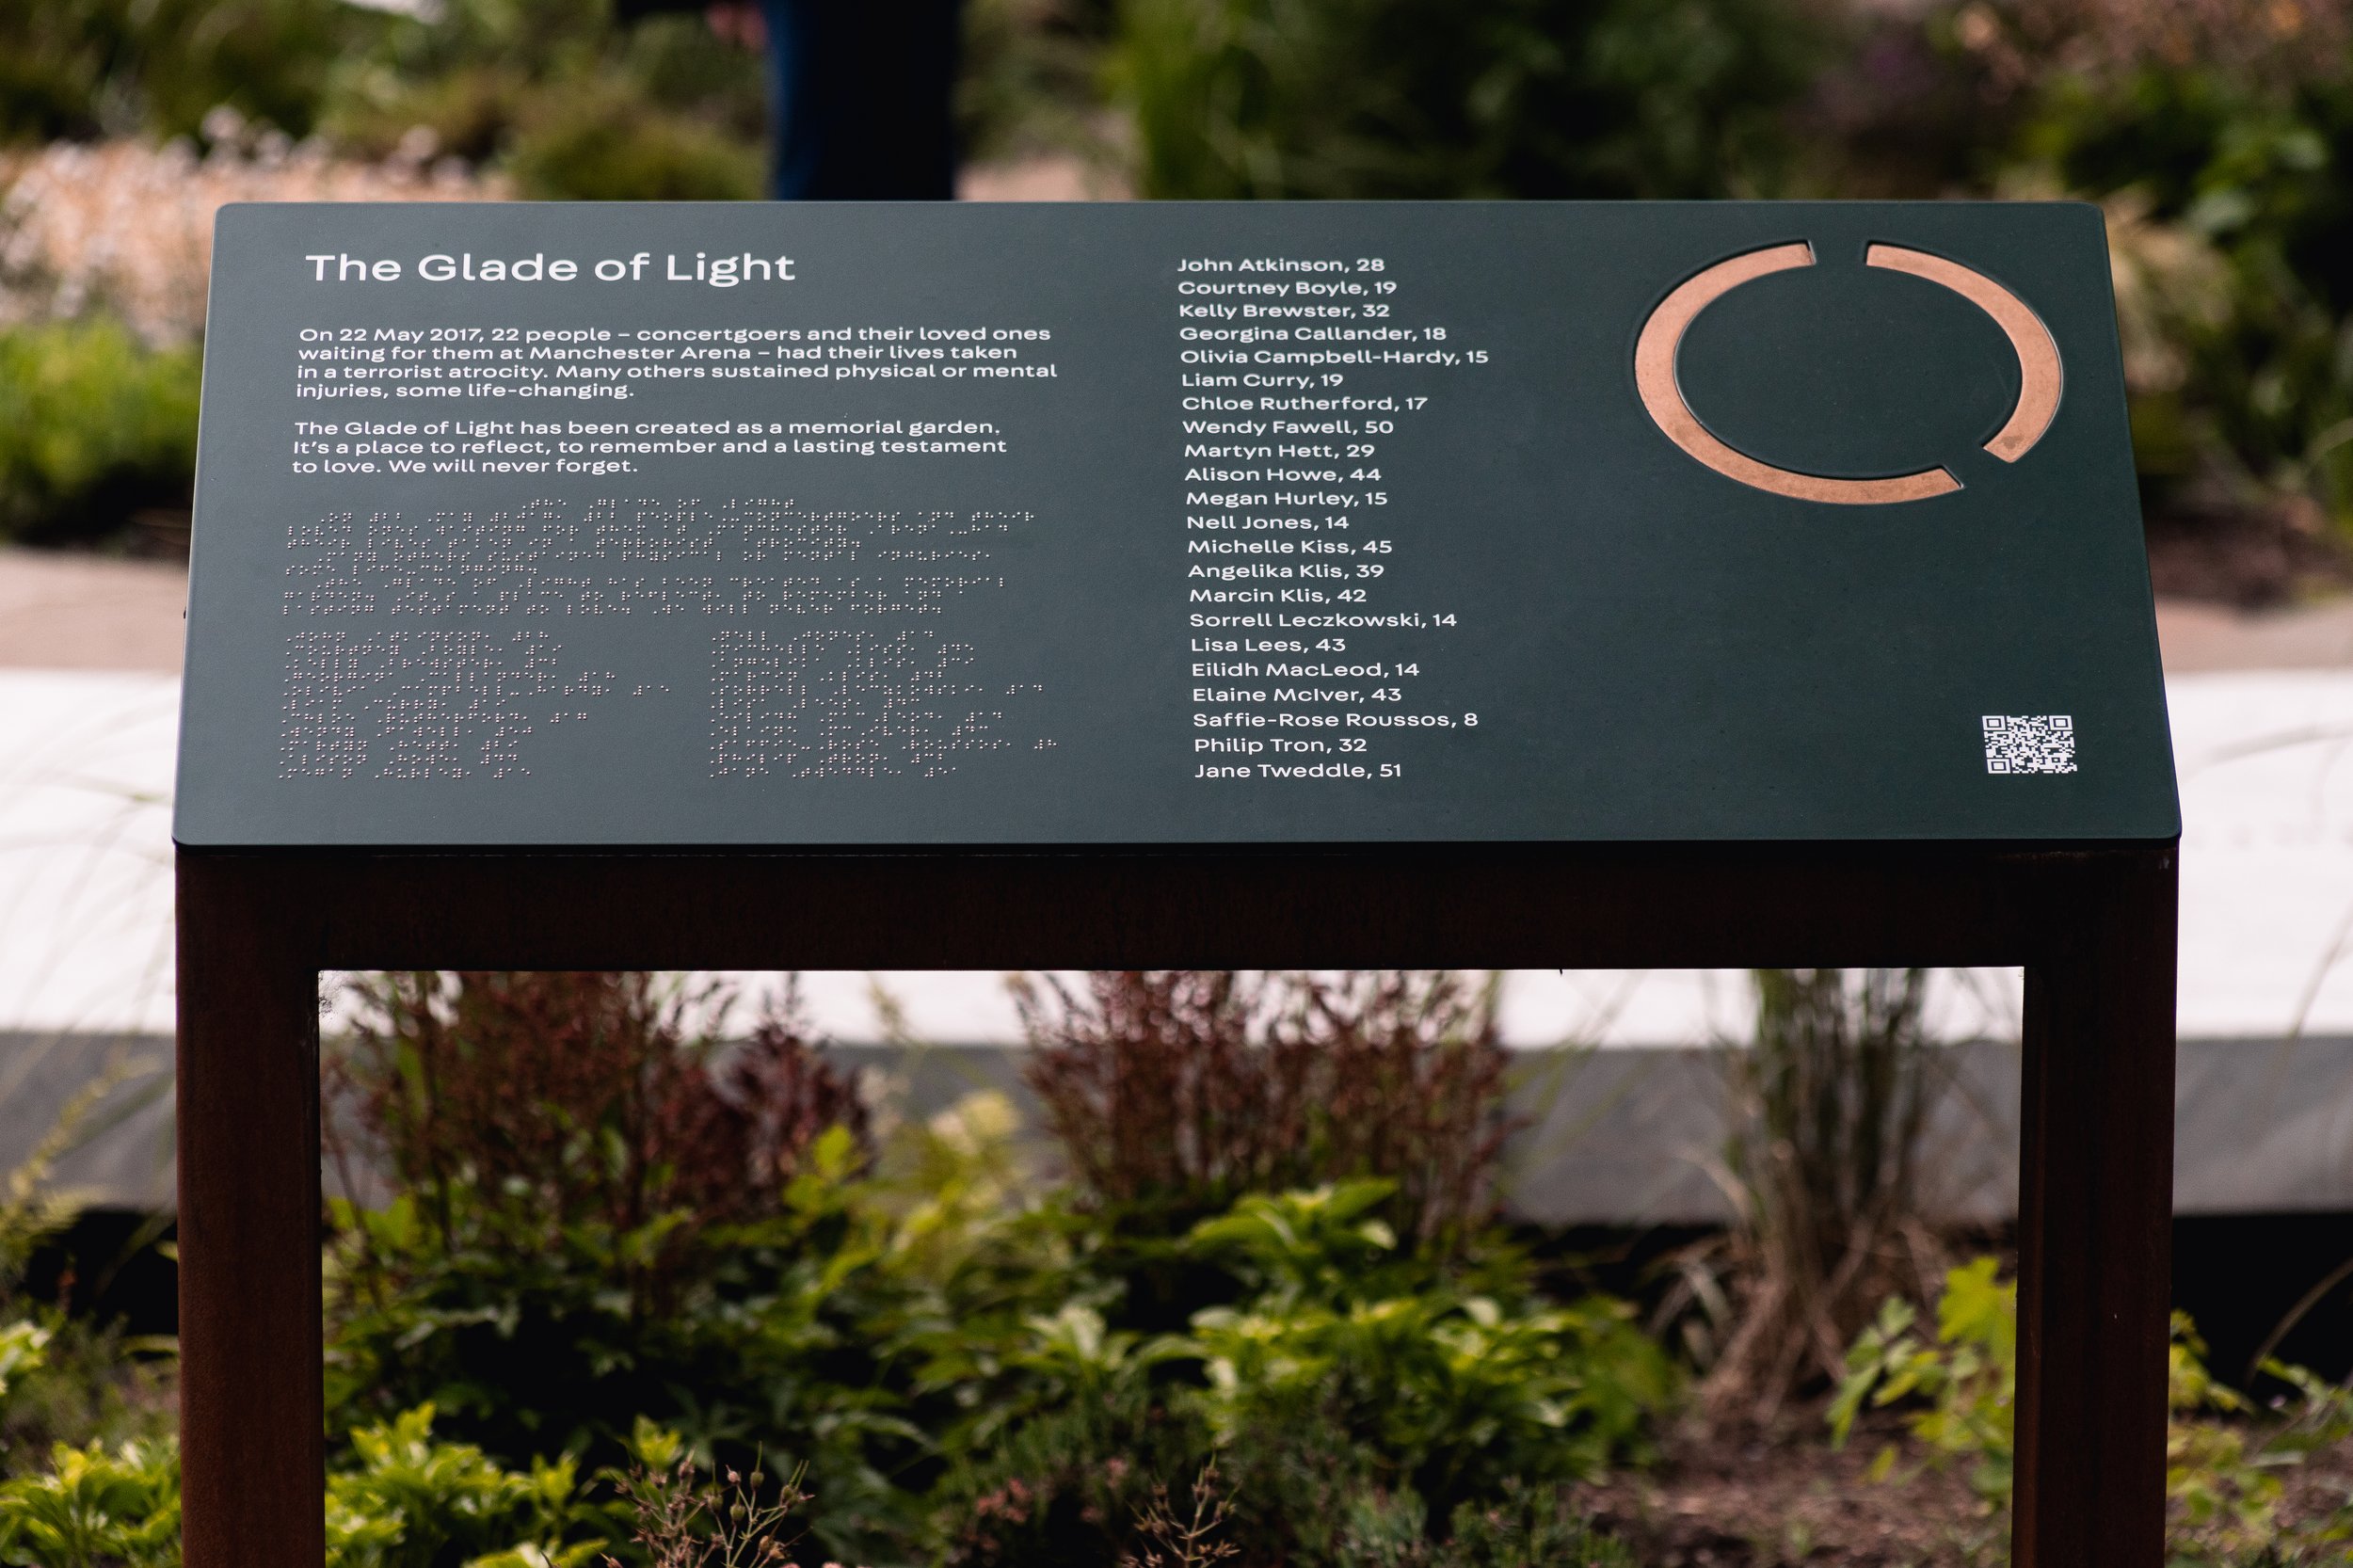 The Glade of Light
On 22 May 2017, 22 people – concertgoers and their loved ones
waiting for them at Manchester Arena – had their lives taken
in a terrorist atrocity. Many others sustained physical or mental
injuries, some life-changing.
The Glade of Light has been created as a memorial garden.
It's a place to reflect, to remember and a lasting testament
to love. We will never forget.
John Atkinson, 28
Courtney Boyle, 19
Kelly Brewster, 32
Georgina Callander, 18
Olivia Campbell-Hardy, 15
Liam Curry, 19
Chloe Rutherford, 17
Wendy Fawell, 50
Martyn Hett, 29
Alison Howe, 44
Megan Hurley, 15
Nell Jones, 14
Michelle Kiss, 45
Angelika Klis, 39
Marcin Klis, 42
Sorrell Leczkowski, 14
Lisa Lees, 43
Eilidh MacLeod, 14
Elaine McIver, 43
Saffie-Rose Roussos, 8
Philip Tron, 32
Jane Tweddle, 51